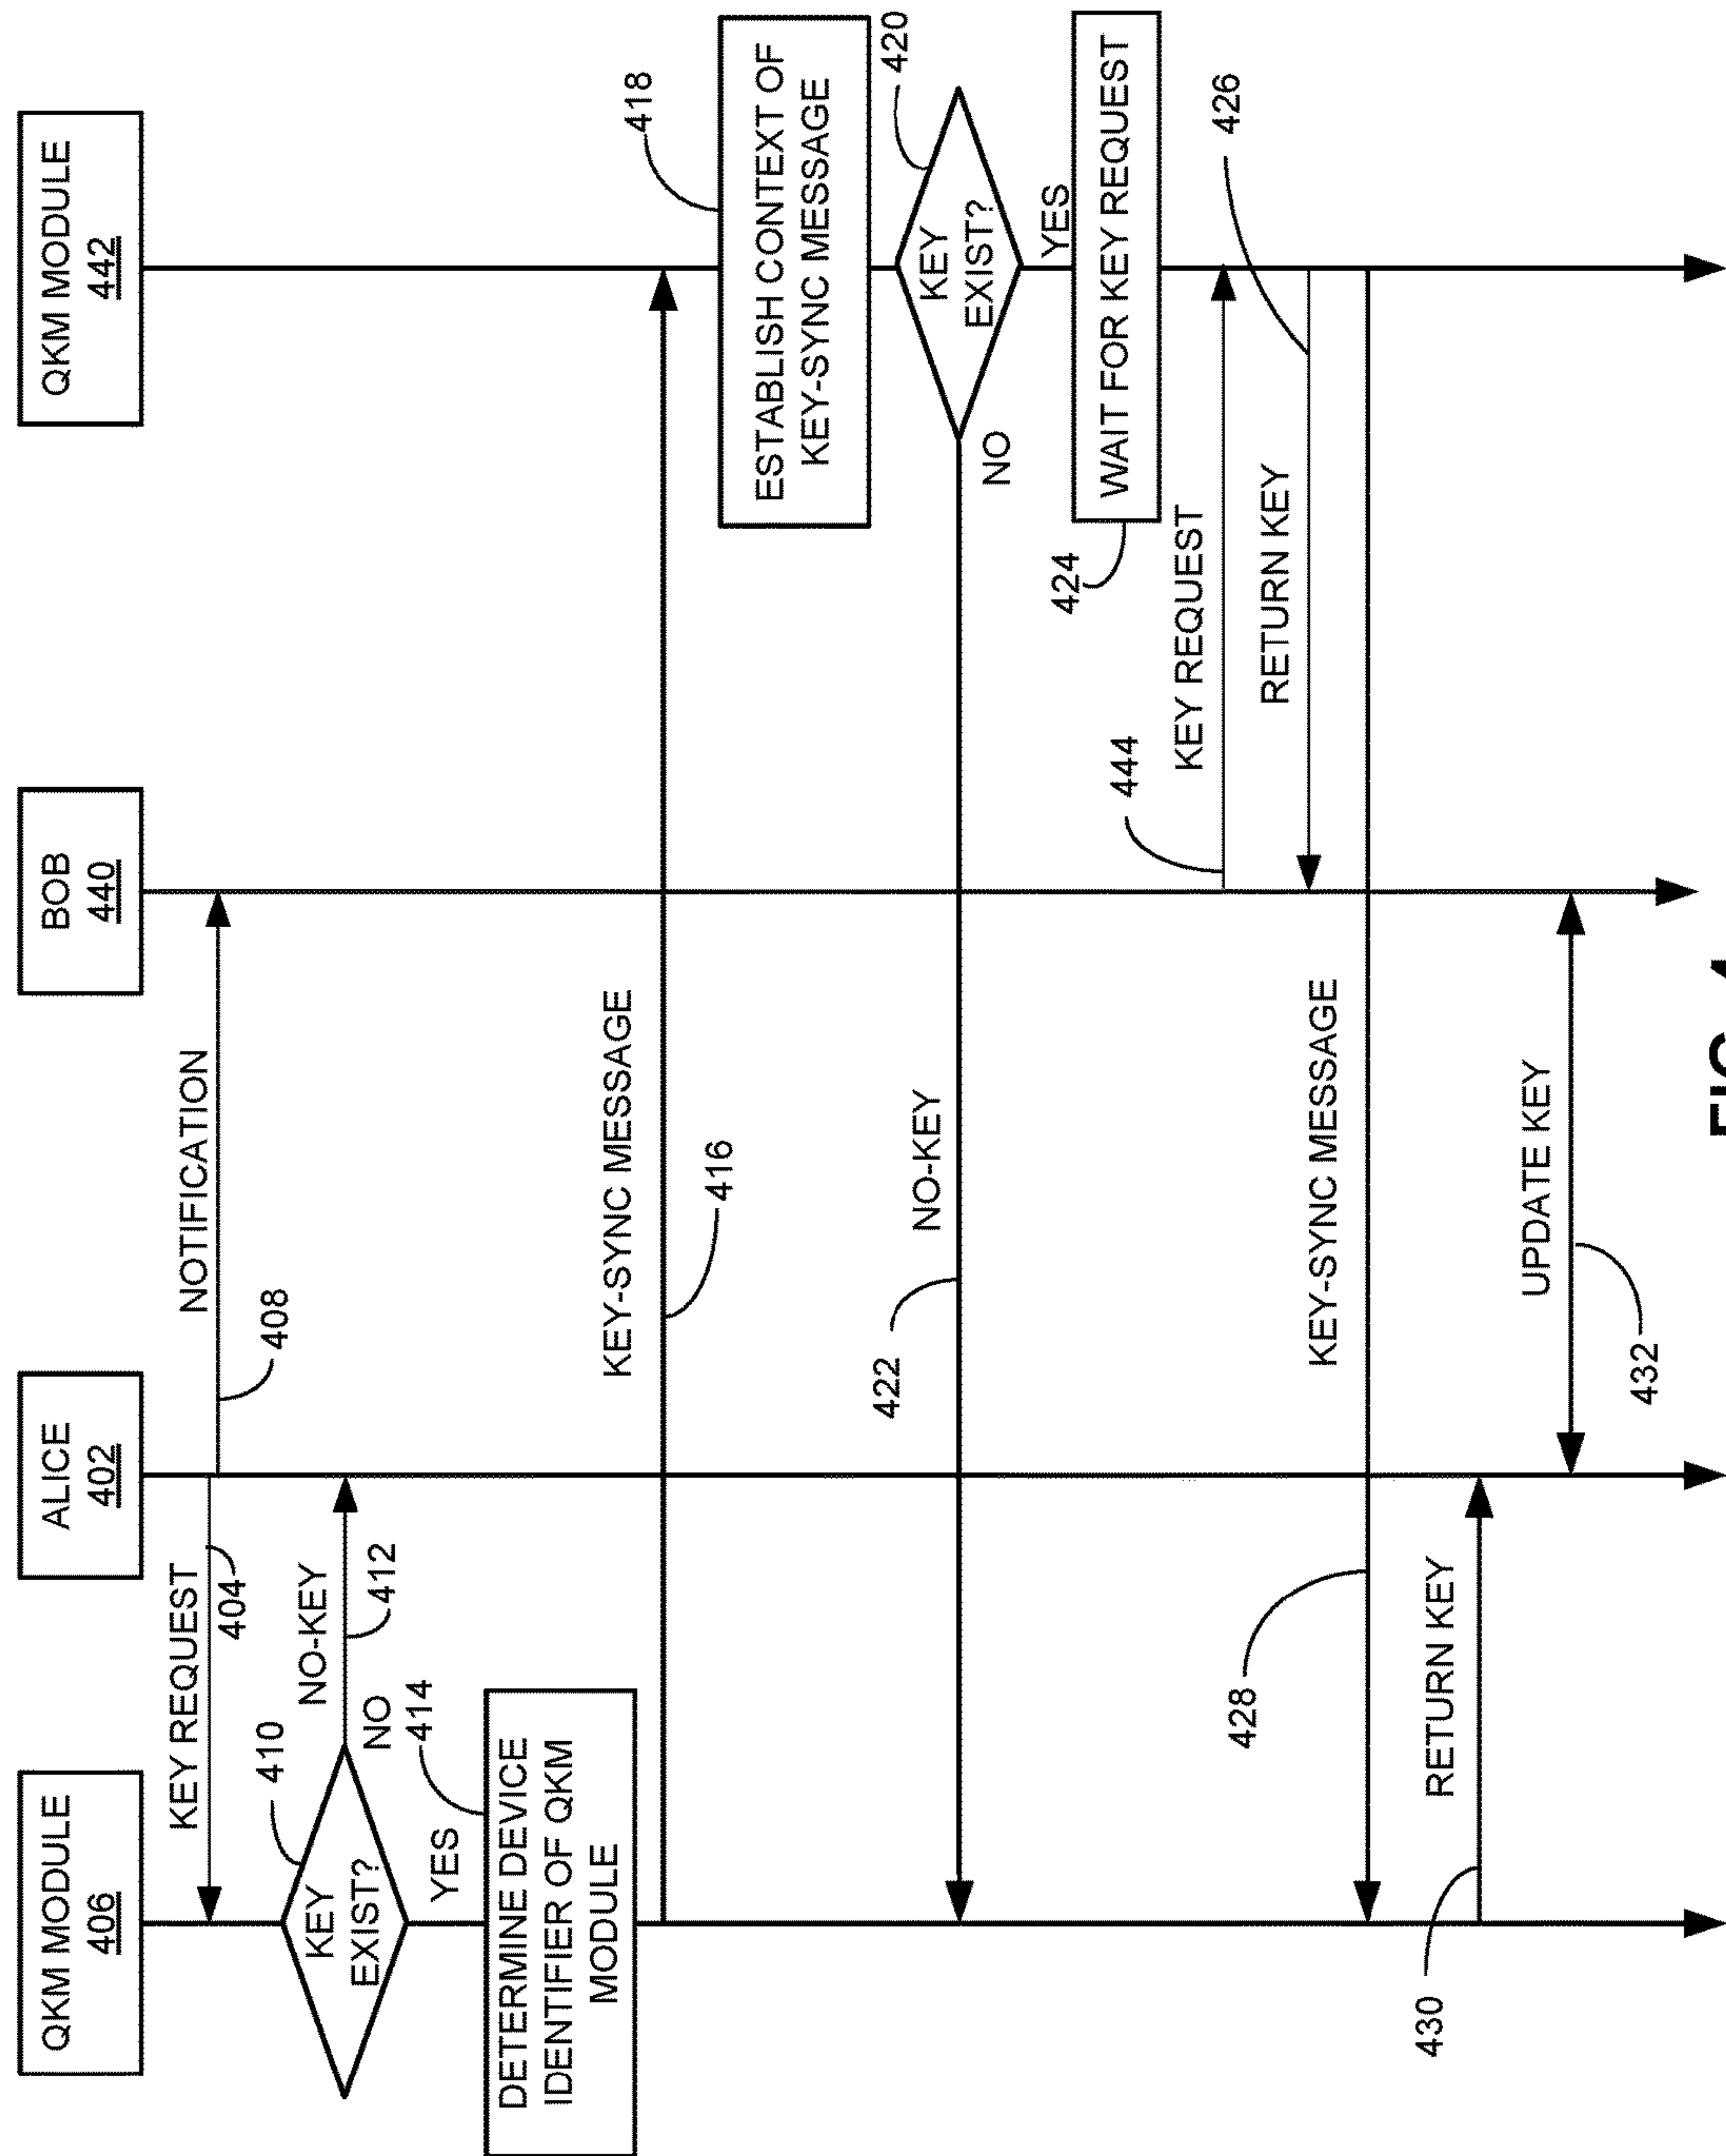 QKM MODULE
406
ALICE
402
BOB
440
QKM MODULE
442
KEY REQUEST
404
NOTIFICATION
408
KEY
EXIST?
410
NO-KEY
412
NO
YES
414
DETERMINE DEVICE
IDENTIFIER OF QKM
MODULE
KEY-SYNC MESSAGE
416
418
ESTABLISH CONTEXT OF
KEY-SYNC MESSAGE
KEY
EXIST?
420
NO-KEY
422
NO
YES
WAIT FOR KEY REQUEST
424
444
KEY REQUEST
RETURN KEY
426
KEY-SYNC MESSAGE
428
RETURN KEY
430
UPDATE KEY
432